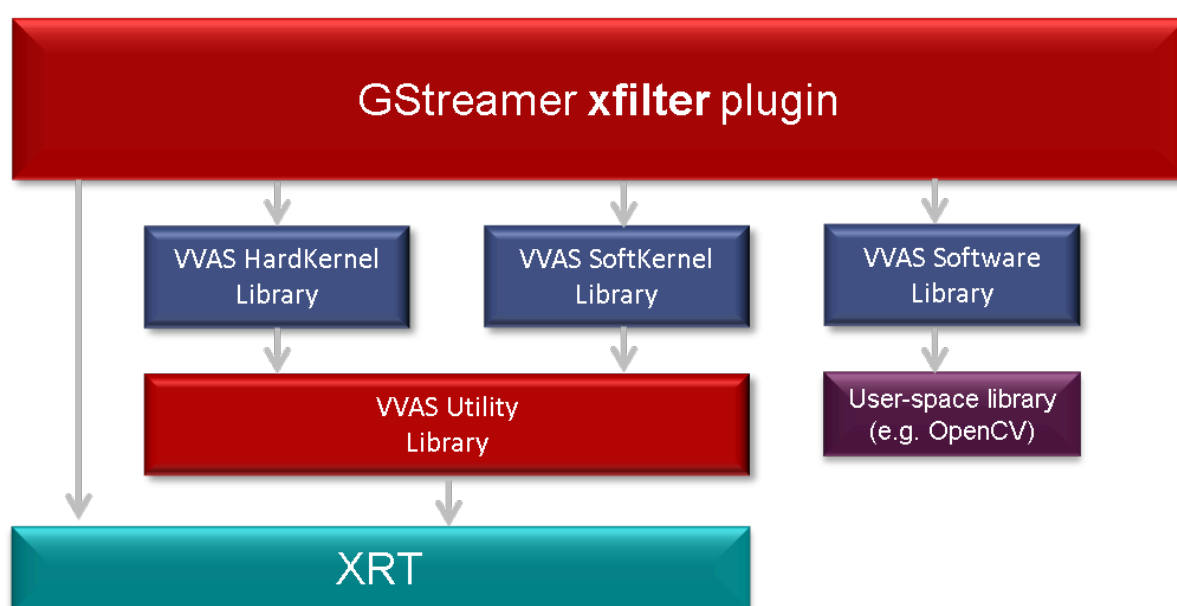 GStreamer xfilter plugin
VVAS HardKernel
Library
VVAS SoftKernel
Library
VVAS Software
Library
VVAS Utility
Library
User-space library
(e.g. OpenCV)
XRT